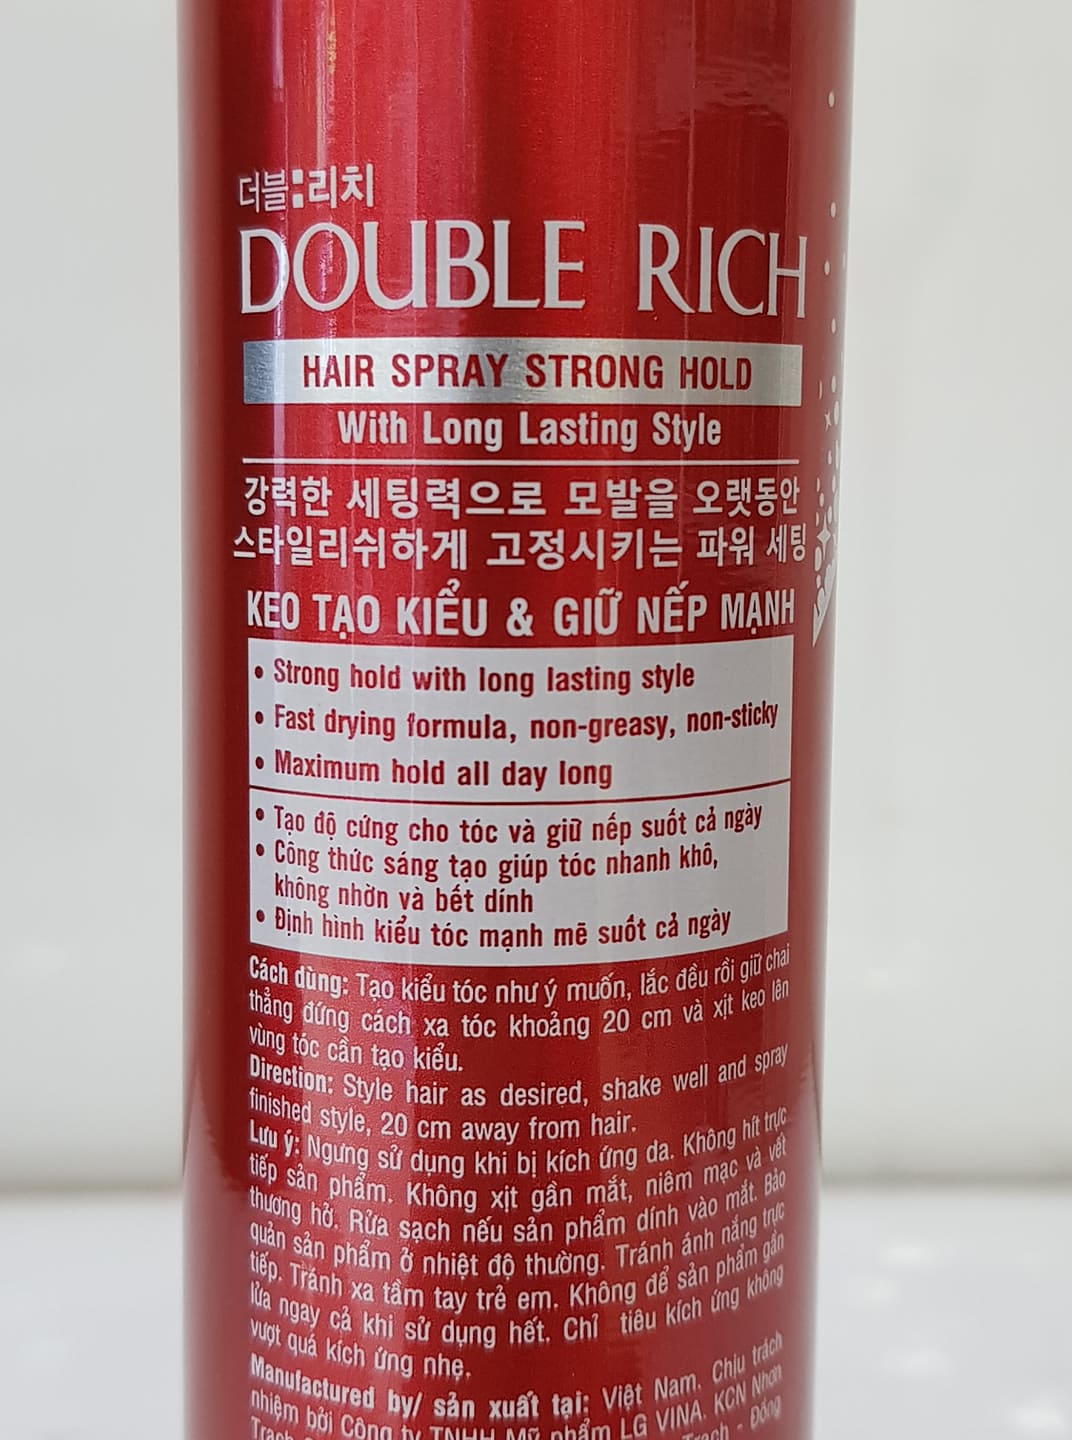 더블:리치
DOUBLE RICH
HAIR SPRAY STRONG HOLD
With Long Lasting Style
강력한 세팅력으로 모발을 오랫동안
스타일리쉬하게 고정시키는 파워 세팅
KEO TẠO KIỂU & GIỮ NẾP MẠNH
• Strong hold with long lasting style
• Fast drying formula, non-greasy, non-sticky
• Maximum hold all day long
• Tạo độ cứng cho tóc và giữ nếp suốt cả ngày
• Công thức sáng tạo giúp tóc nhanh khô,
không nhờn và bết dính
• Định hình kiểu tóc mạnh mẽ suốt cả ngày
Cách dùng: Tạo kiểu tóc như ý muốn, lắc đều rồi giữ chai
thẳng đứng cách xa tóc khoảng 20 cm và xịt keo lên
vùng tóc cần tạo kiểu.
Direction: Style hair as desired, shake well and spray
finished style, 20 cm away from hair.
Lưu ý: Ngưng sử dụng khi bị kích ứng da. Không hít trực
tiếp sản phẩm. Không xịt gần mắt, niêm mạc và vết
thương hở. Rửa sạch nếu sản phẩm dính vào mắt. Bảo
quản sản phẩm ở nhiệt độ thường. Tránh ánh nắng trực
tiếp. Tránh xa tầm tay trẻ em. Không để sản phẩm gần
lửa ngay cả khi sử dụng hết. Chỉ tiêu kích ứng không
vượt quá kích ứng nhẹ.
Manufactured by/ sản xuất tại: Việt Nam. Chịu trách
nhiệm bởi Công ty TNHH Mỹ phẩm LG VINA. KCN Nhơn
Trạch - Đồng